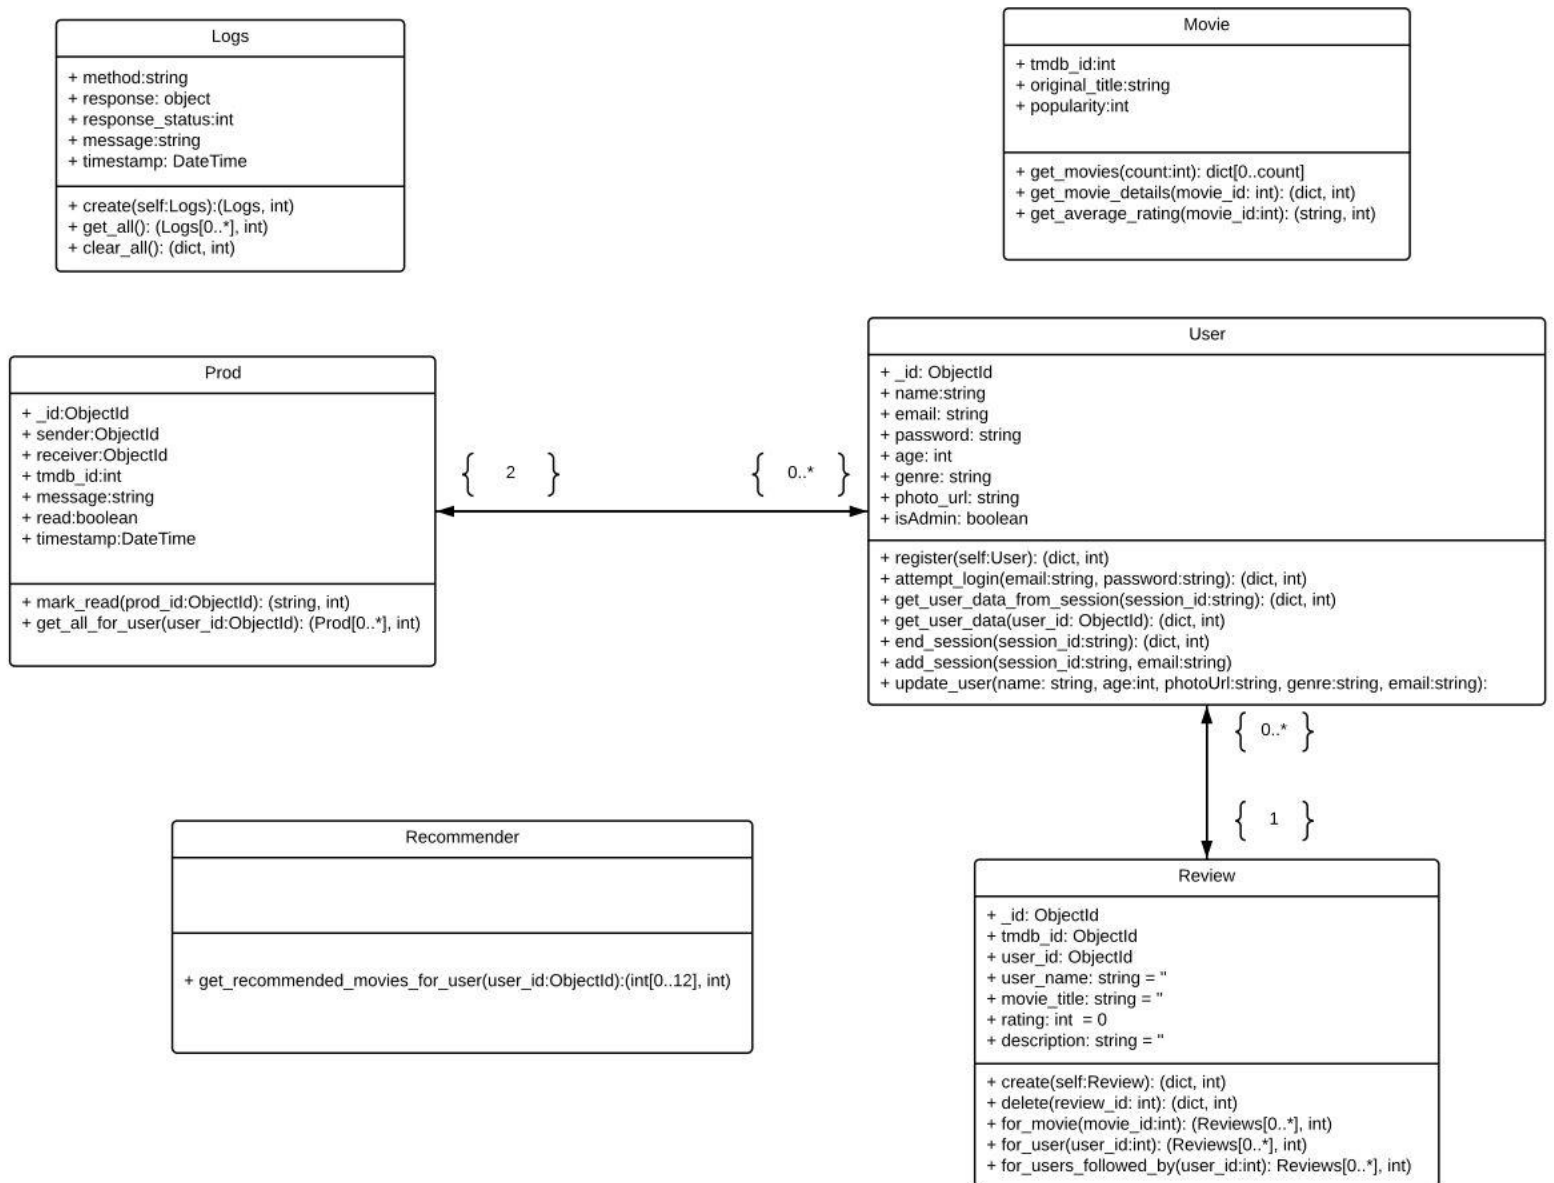 Logs
+ method:string
+ response: object
+ response_status:int
+ message:string
+ timestamp: DateTime
+ create(self:Logs):(Logs, int)
+ get_all(): (Logs[0..*], int)
+ clear_all(): (dict, int)
Movie
+ tmdb_id:int
+ original_title:string
+ popularity:int
+ get_movies(count:int): dict[0..count]
+ get_movie_details(movie_id: int): (dict, int)
+ get_average_rating(movie_id:int): (string, int)
Prod
+ _id:ObjectId
+ sender:ObjectId
+ receiver:ObjectId
+ tmdb_id:int
+ message:string
+ read:boolean
+ timestamp:DateTime
+ mark_read(prod_id:ObjectId): (string, int)
+ get_all_for_user(user_id:ObjectId): (Prod[0..*], int)
{ 2 }
{ 0..* }
User
+ _id: ObjectId
+ name:string
+ email: string
+ password: string
+ age: int
+ genre: string
+ photo_url: string
+ isAdmin: boolean
+ register(self:User): (dict, int)
+ attempt_login(email:string, password:string): (dict, int)
+ get_user_data_from_session(session_id:string): (dict, int)
+ get_user_data(user_id: ObjectId): (dict, int)
+ end_session(session_id:string): (dict, int)
+ add_session(session_id:string, email:string)
+ update_user(name: string, age:int, photoUrl:string, genre:string, email:string):
{ 0..* }
{ 1 }
Recommender
+ get_recommended_movies_for_user(user_id:ObjectId):(int[0..12], int)
Review
+ _id: ObjectId
+ tmdb_id: ObjectId
+ user_id: ObjectId
+ user_name: string = ''
+ movie_title: string = ''
+ rating: int  = 0
+ description: string = ''
+ create(self:Review): (dict, int)
+ delete(review_id: int): (dict, int)
+ for_movie(movie_id:int): (Reviews[0..*], int)
+ for_user(user_id:int): (Reviews[0..*], int)
+ for_users_followed_by(user_id:int): Reviews[0..*], int)